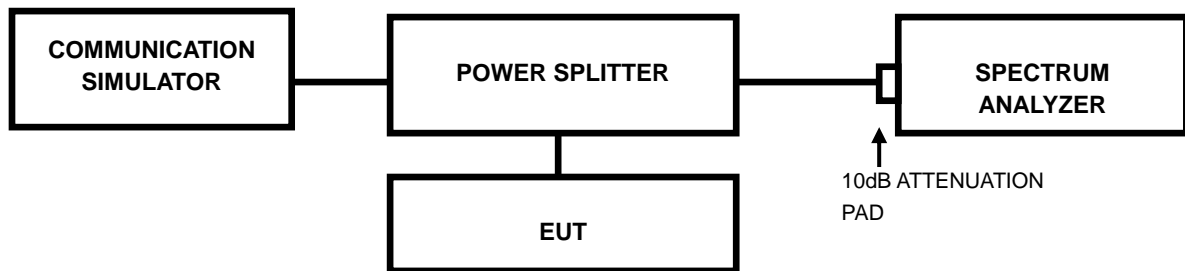 COMMUNICATION
SIMULATOR
POWER SPLITTER
SPECTRUM
ANALYZER
10dB ATTENUATION
PAD
EUT